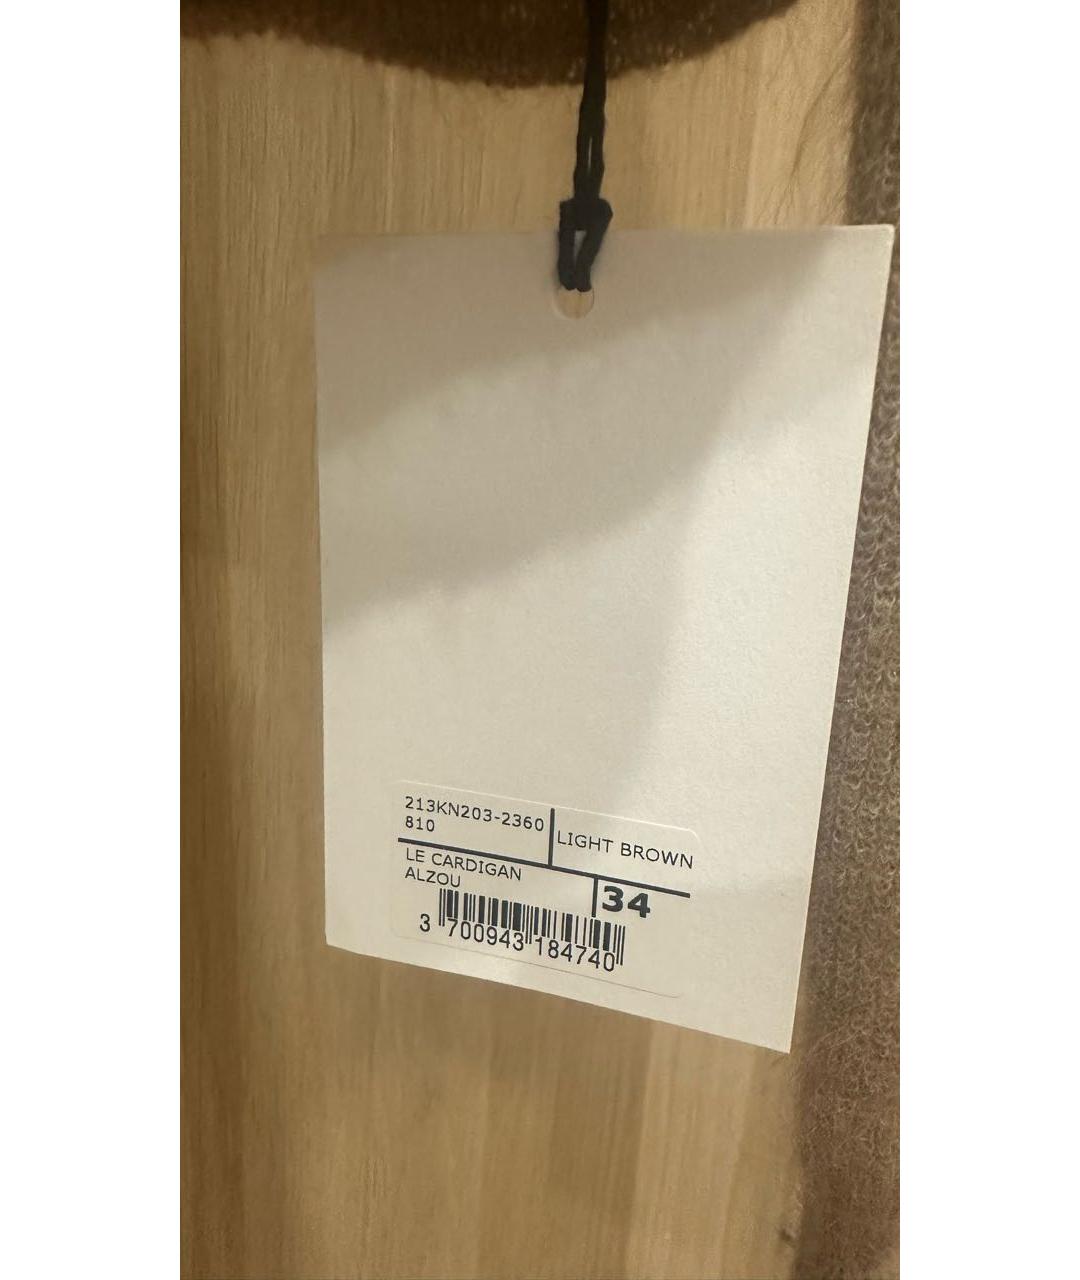 213KN203-2360
810
LIGHT BROWN
LE CARDIGAN
ALZOU
34
3 700943 184740